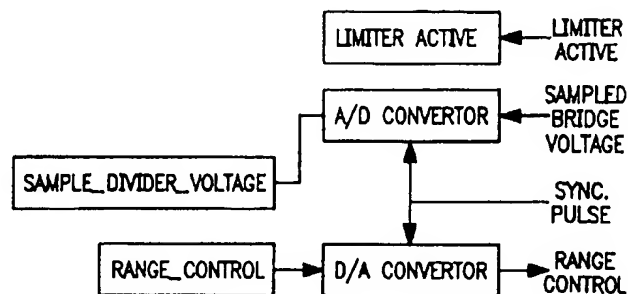 LIMITER ACTIVE
LIMITER
ACTIVE
A/D CONVERTOR
SAMPLED
BRIDGE
VOLTAGE
SAMPLE_DIVIDER_VOLTAGE
SYNC.
PULSE
RANGE_CONTROL
D/A CONVERTOR
RANGE
CONTROL